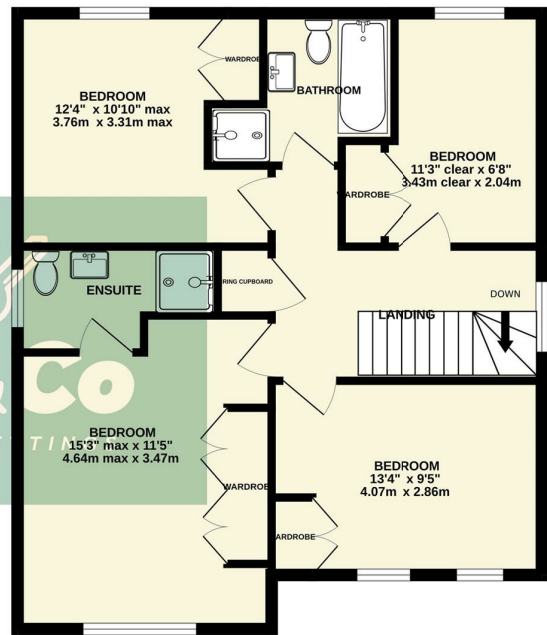 BEDROOM
12'4" x 10'10" max
3.76m x 3.31m max
WARDROBE
BATHROOM
BEDROOM
11'3" clear x 6'8"
3.43m clear x 2.04m
WARDROBE
ENSUITE
RING CUPBOARD
DOWN
LANDING
& Co
BEDROOM
15'3" max x 11'5"
4.64m max x 3.47m
WARDROBE
BEDROOM
13'4" x 9'5"
4.07m x 2.86m
ARDROBE